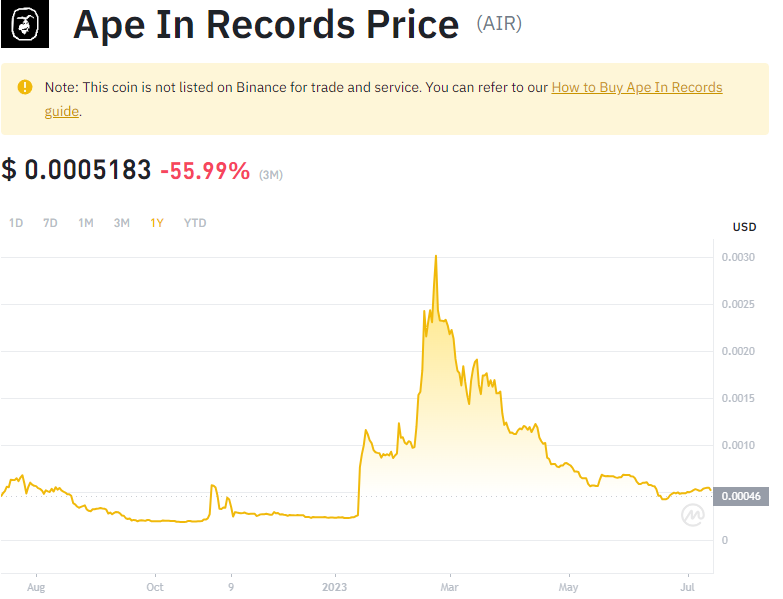 Ape In Records Price (AIR)
Note: This coin is not listed on Binance for trade and service. You can refer to our How to Buy Ape In Records
guide.
$ 0.0005183 -55.99% (3M)
1D 7D 1M 3M 1Y YTD
USD
0.0030
0.0025
0.0020
0.0015
0.0010
0.00046
0
Aug Oct 9 2023 Mar May Jul